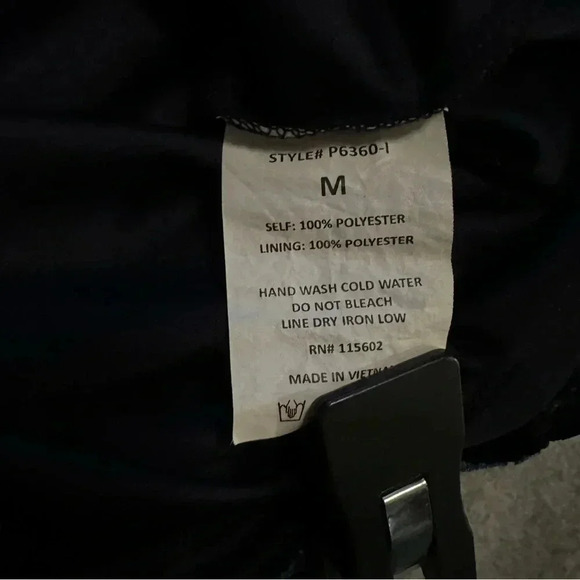 STYLE# P6360-I
M
SELF: 100% POLYESTER
LINING: 100% POLYESTER
HAND WASH COLD WATER
DO NOT BLEACH
LINE DRY IRON LOW
RN# 115602
MADE IN